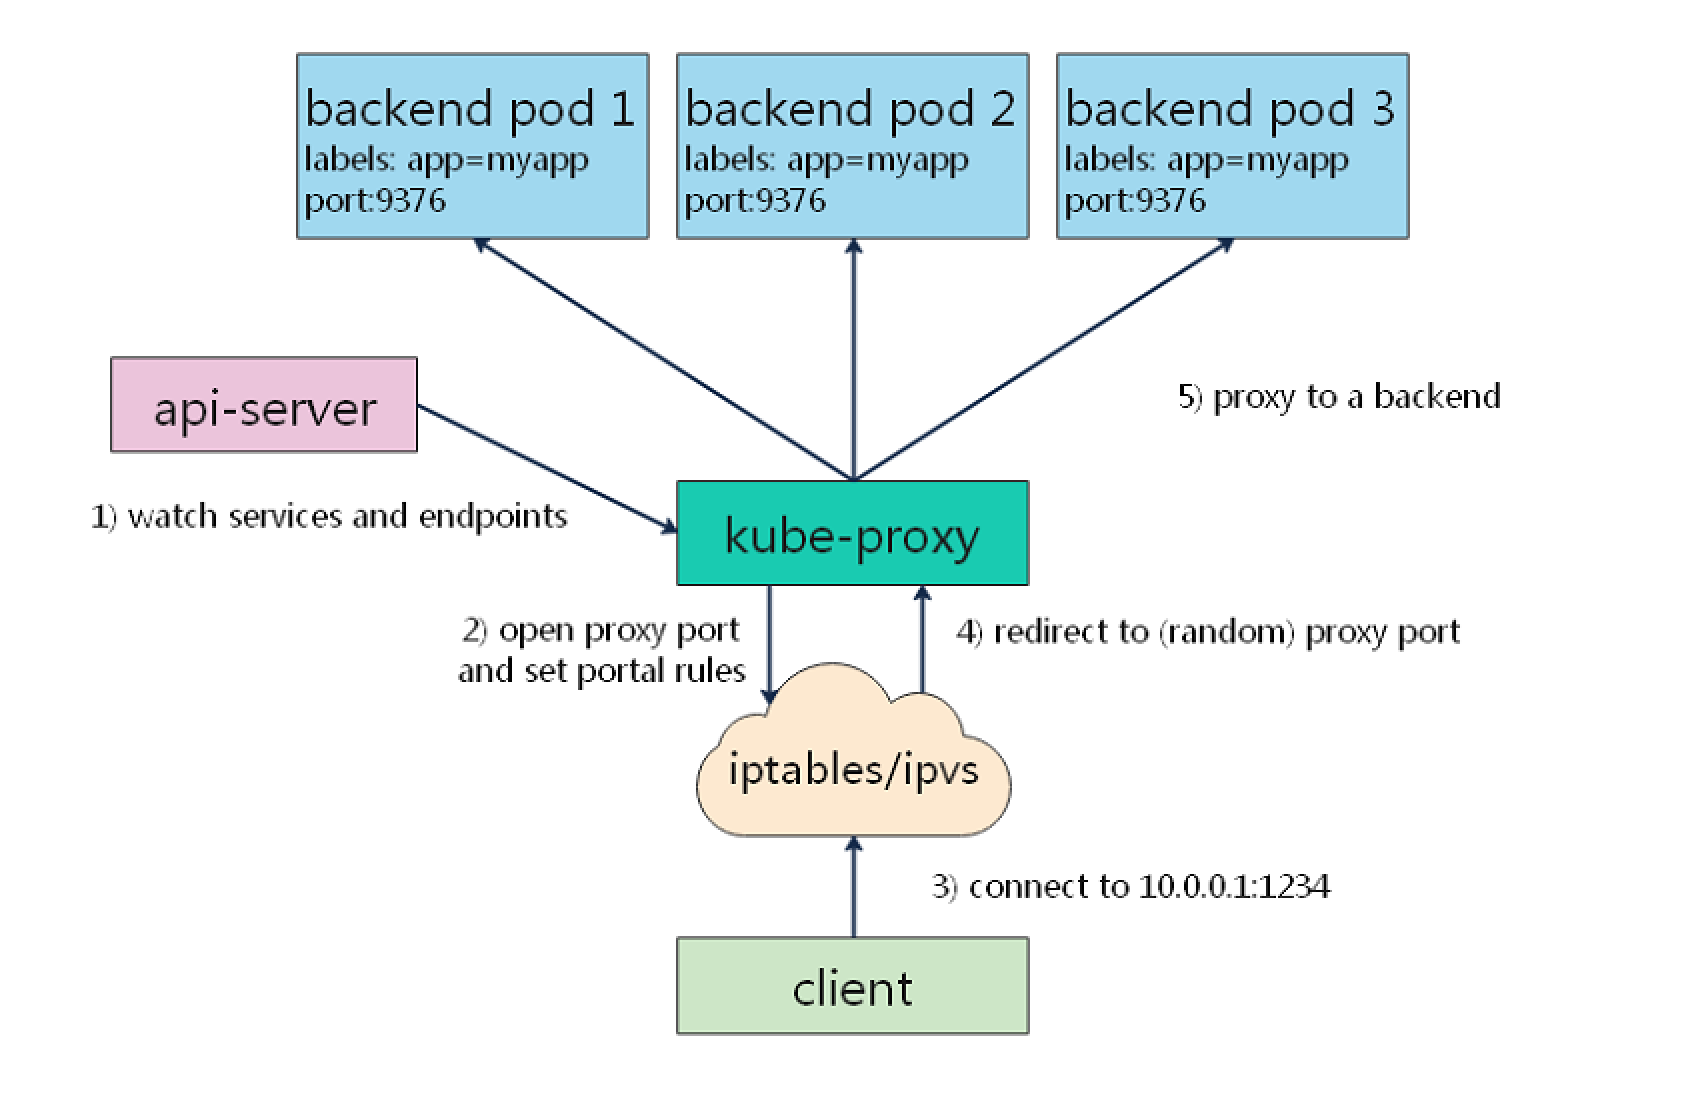 backend pod 1
labels: app=myapp
port:9376
backend pod 2
labels: app=myapp
port:9376
backend pod 3
labels: app=myapp
port:9376
api-server
5) proxy to a backend
1) watch services and endpoints
kube-proxy
2) open proxy port
and set portal rules
4) redirect to (random) proxy port
iptables/ipvs
3) connect to 10.0.0.1:1234
client